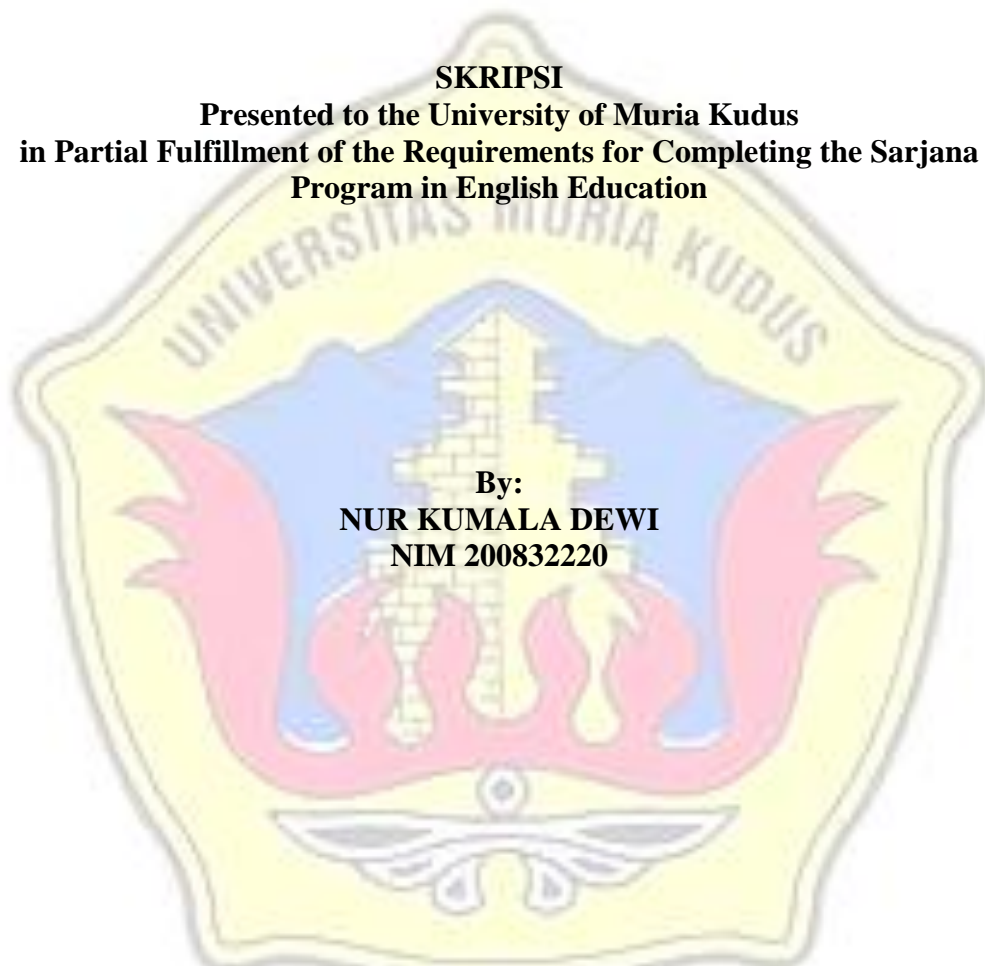 SKRIPSI
Presented to the University of Muria Kudus
in Partial Fulfillment of the Requirements for Completing the Sarjana
Program in English Education
UNIVERSITAS MURIA KUDUS
By:
NUR KUMALA DEWI
NIM 200832220